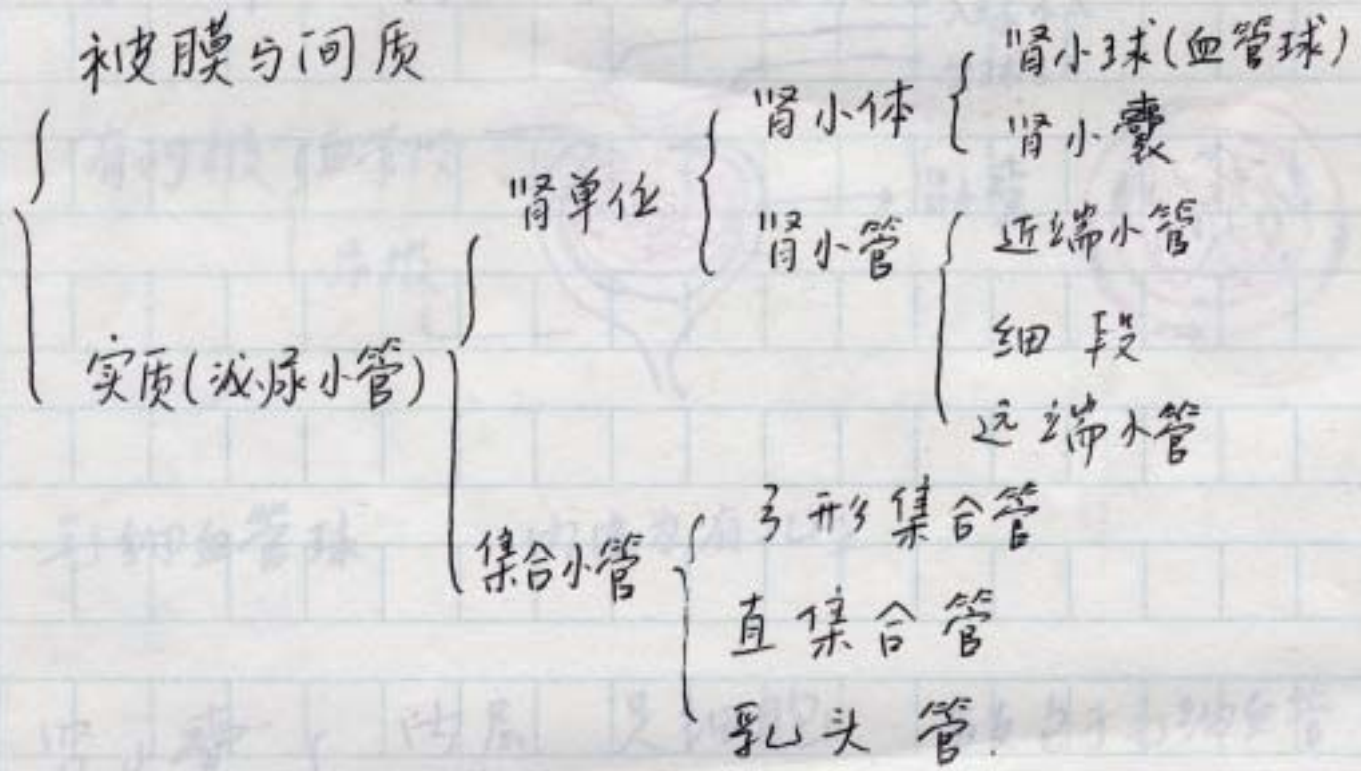 被膜与间质
肾小体
肾小球(血管球)
肾小囊
肾单位
肾小管
近端小管
细段
远端小管
实质(泌尿小管)
集合小管
弓形集合管
直集合管
乳头管.